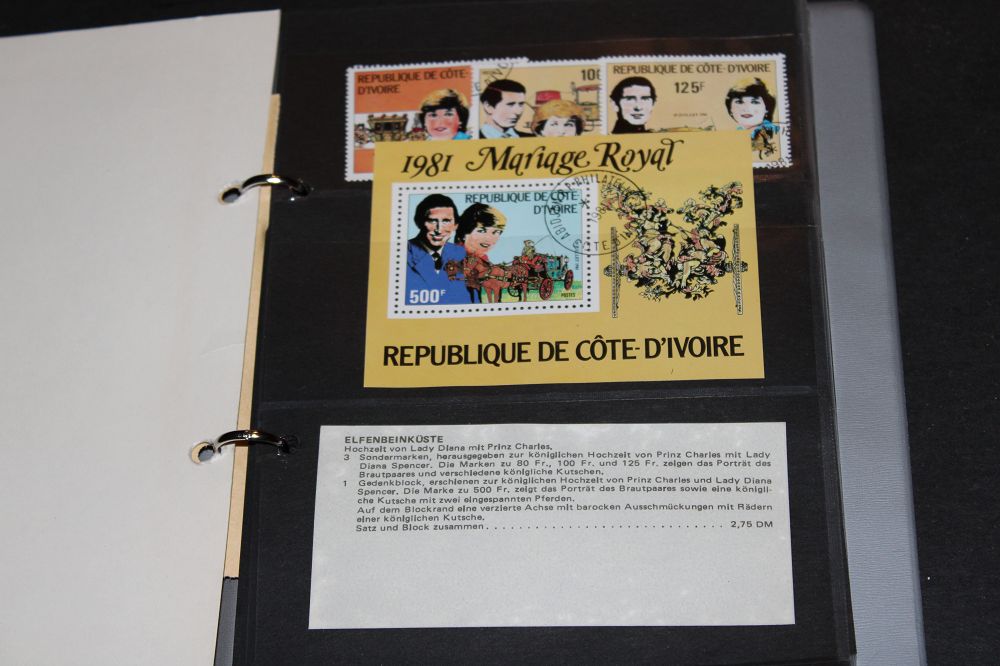 REPUBLIQUE DE CÔTE-
D'IVOIRE
10
REPUBLIQUE DE CÔTE-D'IVOIRE
125F
1981 Mariage Royal
REPUBLIQUE DE CÔTE-
D'IVOIRE
500F
POSTES
REPUBLIQUE DE CÔTE-D'IVOIRE
ELFENBEINKÜSTE
Hochzeit von Lady Diana mit Prinz Charles.
3 Sondermarken, herausgegeben zur königlichen Hochzeit von Prinz Charles mit Lady
Diana Spencer. Die Marken zu 80 Fr., 100 Fr. und 125 Fr. zeigen das Porträt des
Brautpaares und verschiedene königliche Kutschen.
1 Gedenkblock, erschienen zur königlichen Hochzeit von Prinz Charles und Lady Diana
Spencer. Die Marke zu 500 Fr. zeigt das Porträt des Brautpaares sowie eine königli-
che Kutsche mit zwei eingespannten Pferden.
Auf dem Blockrand eine verzierte Achse mit barocken Ausschmückungen mit Rädern
einer königlichen Kutsche.
Satz und Block zusammen . . . . . . . . . . . . . . . . . . . . . . . . . . . . 2,75 DM